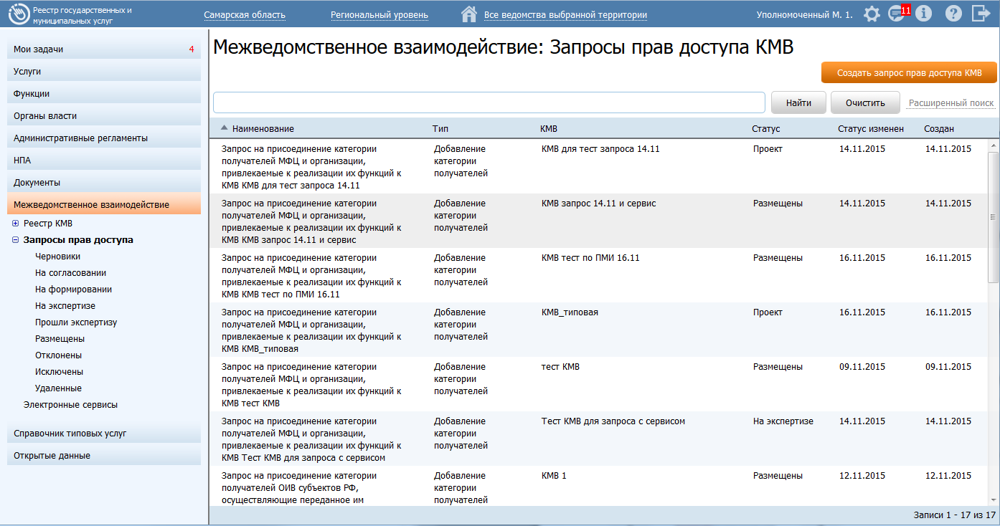 Реестр государственных и
муниципальных услуг
Самарская область
Региональный уровень
Все ведомства выбранной территории
Уполномоченный М. 1.
11
Мои задачи 4
Услуги
Функции
Органы власти
Административные регламенты
НПА
Документы
Межведомственное взаимодействие
Реестр КМВ
Запросы прав доступа
Черновики
На согласовании
На формировании
На экспертизе
Прошли экспертизу
Размещены
Отклонены
Исключены
Удаленные
Электронные сервисы
Справочник типовых услуг
Открытые данные
Межведомственное взаимодействие: Запросы прав доступа КМВ
Создать запрос прав доступа КМВ
Найти Очистить Расширенный поиск
Наименование Тип КМВ Статус Статус изменен Создан
Запрос на присоединение категории Добавление КМВ для тест запроса 14.11 Проект 14.11.2015 14.11.2015
получателей МФЦ и организации, категории
привлекаемые к реализации их функций к получателей
КМВ КМВ для тест запроса 14.11
Запрос на присоединение категории Добавление КМВ запрос 14.11 и сервис Размещены 14.11.2015 14.11.2015
получателей МФЦ и организации, категории
привлекаемые к реализации их функций к получателей
КМВ КМВ запрос 14.11 и сервис
Запрос на присоединение категории Добавление КМВ тест по ПМИ 16.11 Размещены 16.11.2015 16.11.2015
получателей МФЦ и организации, категории
привлекаемые к реализации их функций к получателей
КМВ КМВ тест по ПМИ 16.11
Запрос на присоединение категории Добавление КМВ_типовая Проект 16.11.2015 16.11.2015
получателей МФЦ и организации, категории
привлекаемые к реализации их функций к получателей
КМВ КМВ_типовая
Запрос на присоединение категории Добавление тест КМВ Размещены 09.11.2015 09.11.2015
получателей МФЦ и организации, категории
привлекаемые к реализации их функций к получателей
КМВ тест КМВ
Запрос на присоединение категории Добавление Тест КМВ для запроса с сервисом На экспертизе 14.11.2015 14.11.2015
получателей МФЦ и организации, категории
привлекаемые к реализации их функций к получателей
КМВ Тест КМВ для запроса с сервисом
Запрос на присоединение категории Добавление КМВ 1 Размещены 12.11.2015 12.11.2015
получателей ОИВ субъектов РФ, категории
осуществляющие переданное им получателей
Записи 1 - 17 из 17